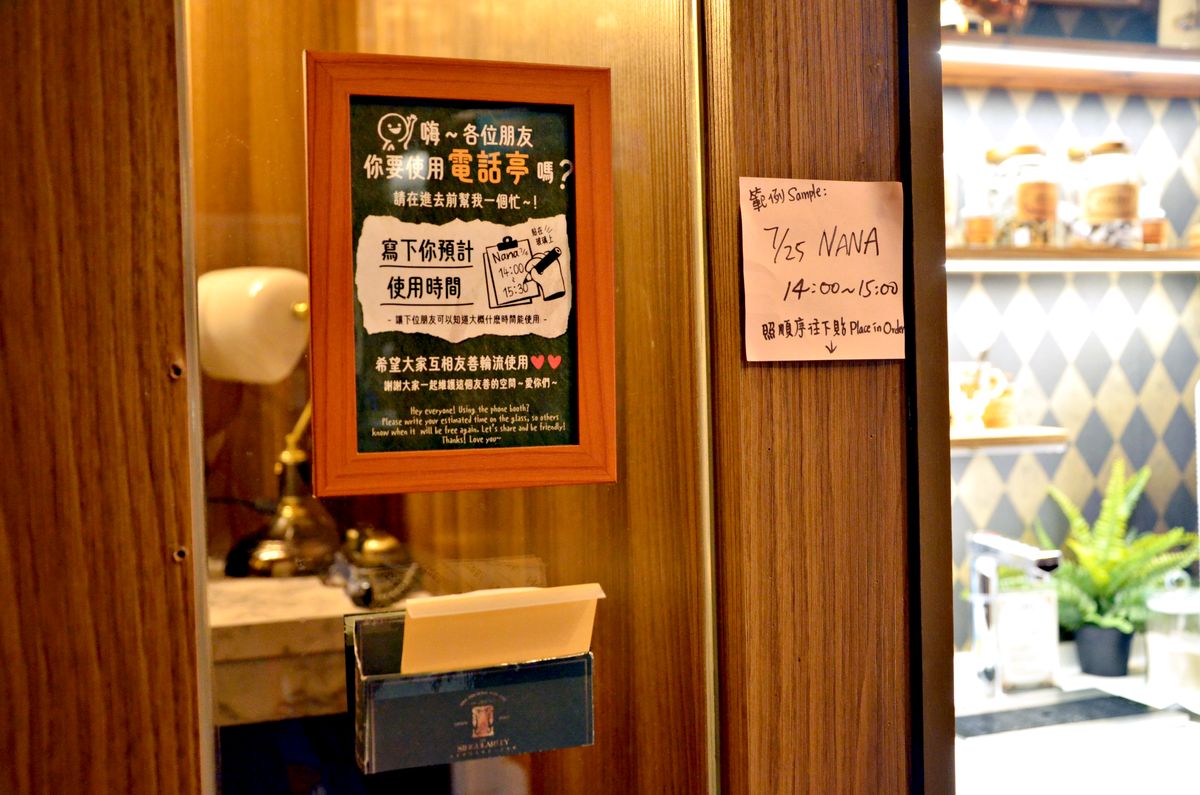 嗨～各位朋友
你要使用電話亭嗎?
請在進去前幫我一個忙~!
寫下你預計
使用時間
貼在
玻璃上
Nana 7/8
14:00
~
15:30
- 讓下位朋友可以知道大概什麼時間能使用 -
希望大家互相友善輪流使用
謝謝大家一起維護這個友善的空間~愛你們~
Hey everyone! Using the phone booth?
Please write your estimated time on the glass, so others
know when it will be free again. Let's share and be friendly!
Thanks! Love you~
範例 Sample:
7/25 NANA
14:00~15:00
照順序往下貼 Place in Order
↓